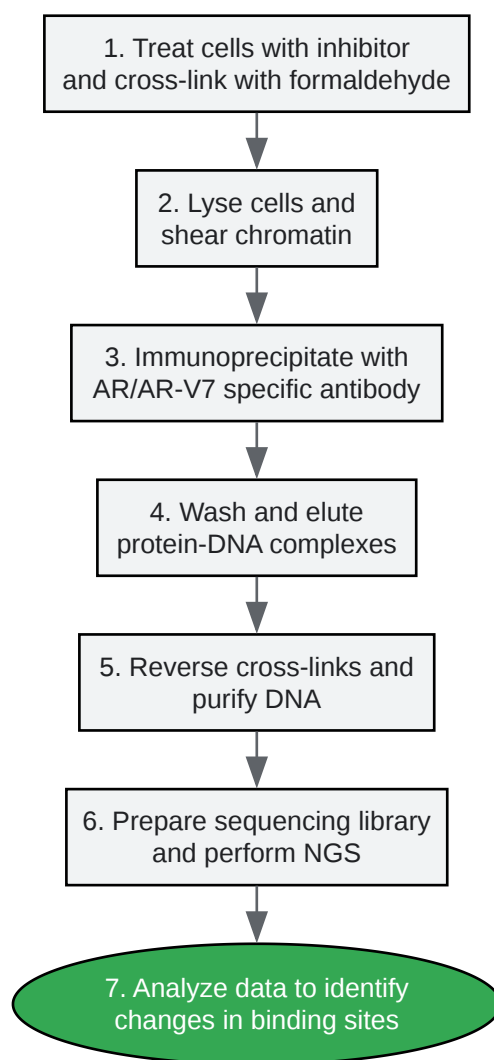 1. Treat cells with inhibitor
and cross-link with formaldehyde
2. Lyse cells and
shear chromatin
3. Immunoprecipitate with
AR/AR-V7 specific antibody
4. Wash and elute
protein-DNA complexes
5. Reverse cross-links and
purify DNA
6. Prepare sequencing library
and perform NGS
7. Analyze data to identify
changes in binding sites